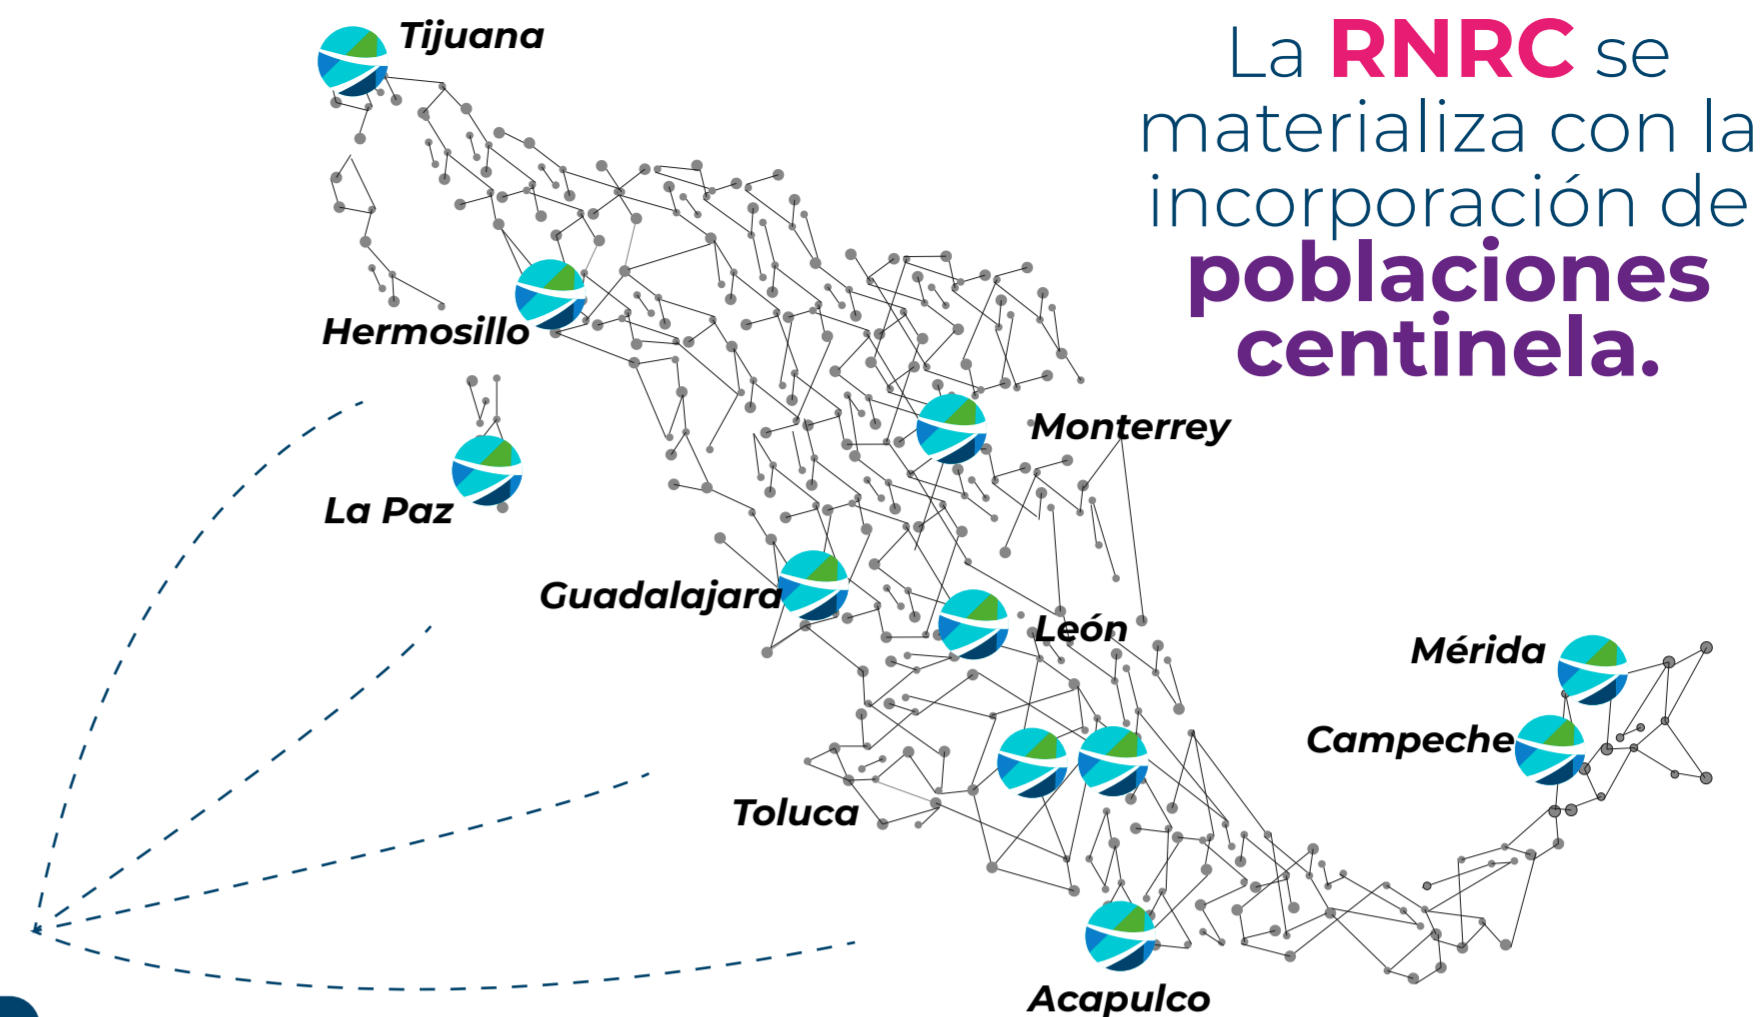 Tijuana
La RNRC se
materializa con la
incorporación de
poblaciones
centinela.
Hermosillo
Monterrey
La Paz
Guadalajara
León
Mérida
Campeche
Toluca
Acapulco